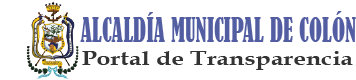 ALCALDÍA MUNICIPAL DE COLÓN
Portal de Transparencia